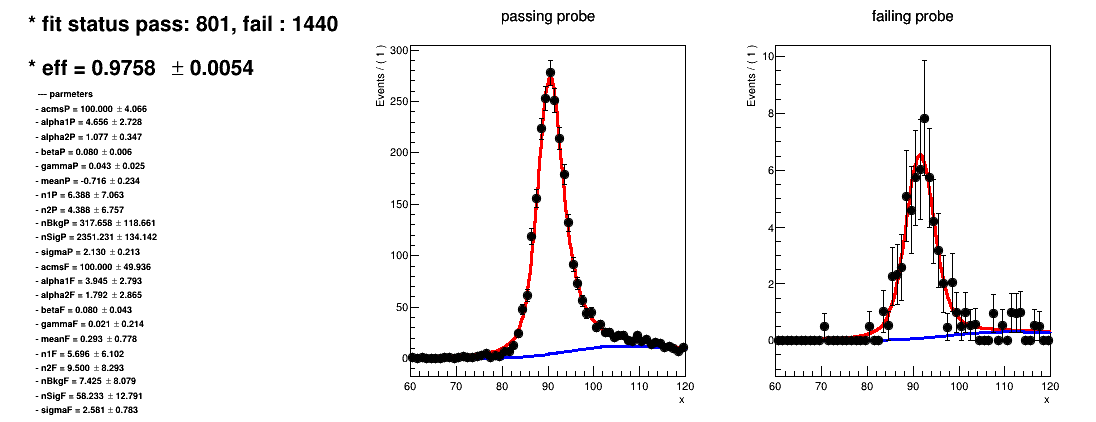 * fit status pass: 801, fail : 1440
* eff = 0.9758 ± 0.0054
--- parmeters
- acmsP = 100.000 ± 4.066
- alpha1P = 4.656 ± 2.728
- alpha2P = 1.077 ± 0.347
- betaP = 0.080 ± 0.006
- gammaP = 0.043 ± 0.025
- meanP = -0.716 ± 0.234
- n1P = 6.388 ± 7.063
- n2P = 4.388 ± 6.757
- nBkgP = 317.658 ± 118.661
- nSigP = 2351.231 ± 134.142
- sigmaP = 2.130 ± 0.213
- acmsF = 100.000 ± 49.936
- alpha1F = 3.945 ± 2.793
- alpha2F = 1.792 ± 2.865
- betaF = 0.080 ± 0.043
- gammaF = 0.021 ± 0.214
- meanF = 0.293 ± 0.778
- n1F = 5.696 ± 6.102
- n2F = 9.500 ± 8.293
- nBkgF = 7.425 ± 8.079
- nSigF = 58.233 ± 12.791
- sigmaF = 2.581 ± 0.783
passing probe
Events / ( 1 )
300
250
200
150
100
50
0
60 70 80 90 100 110 120
x
failing probe
Events / ( 1 )
10
8
6
4
2
0
60 70 80 90 100 110 120
x